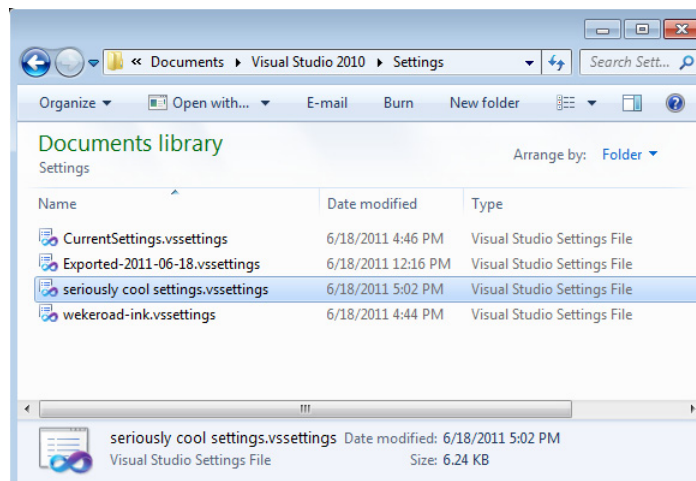 « Documents Visual Studio 2010 Settings Search Sett...
Organize Open with... E-mail Burn New folder
Documents library
Settings
Arrange by: Folder
Name Date modified Type
CurrentSettings.vssettings 6/18/2011 4:46 PM Visual Studio Settings File
Exported-2011-06-18.vssettings 6/18/2011 12:16 PM Visual Studio Settings File
seriously cool settings.vssettings 6/18/2011 5:02 PM Visual Studio Settings File
wekeroad-ink.vssettings 6/18/2011 4:44 PM Visual Studio Settings File
seriously cool settings.vssettings Date modified: 6/18/2011 5:02 PM
Visual Studio Settings File Size: 6.24 KB